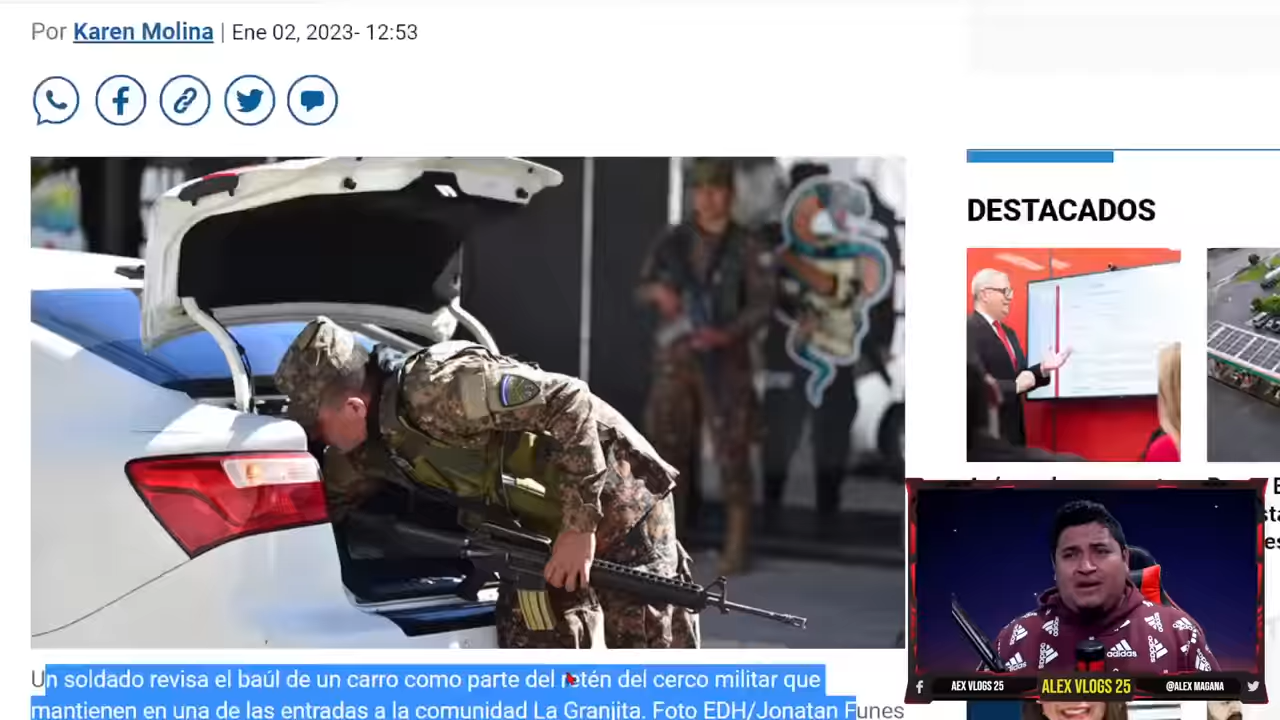 Por Karen Molina | Ene 02, 2023- 12:53
DESTACADOS
Un soldado revisa el baúl de un carro como parte del retén del cerco militar que
mantienen en una de las entradas a la comunidad La Granjita. Foto EDH/Jonatan Funes
adidas
adidas
AEX VLOGS 25
ALEX VLOGS 25
@ALEX MAGANA